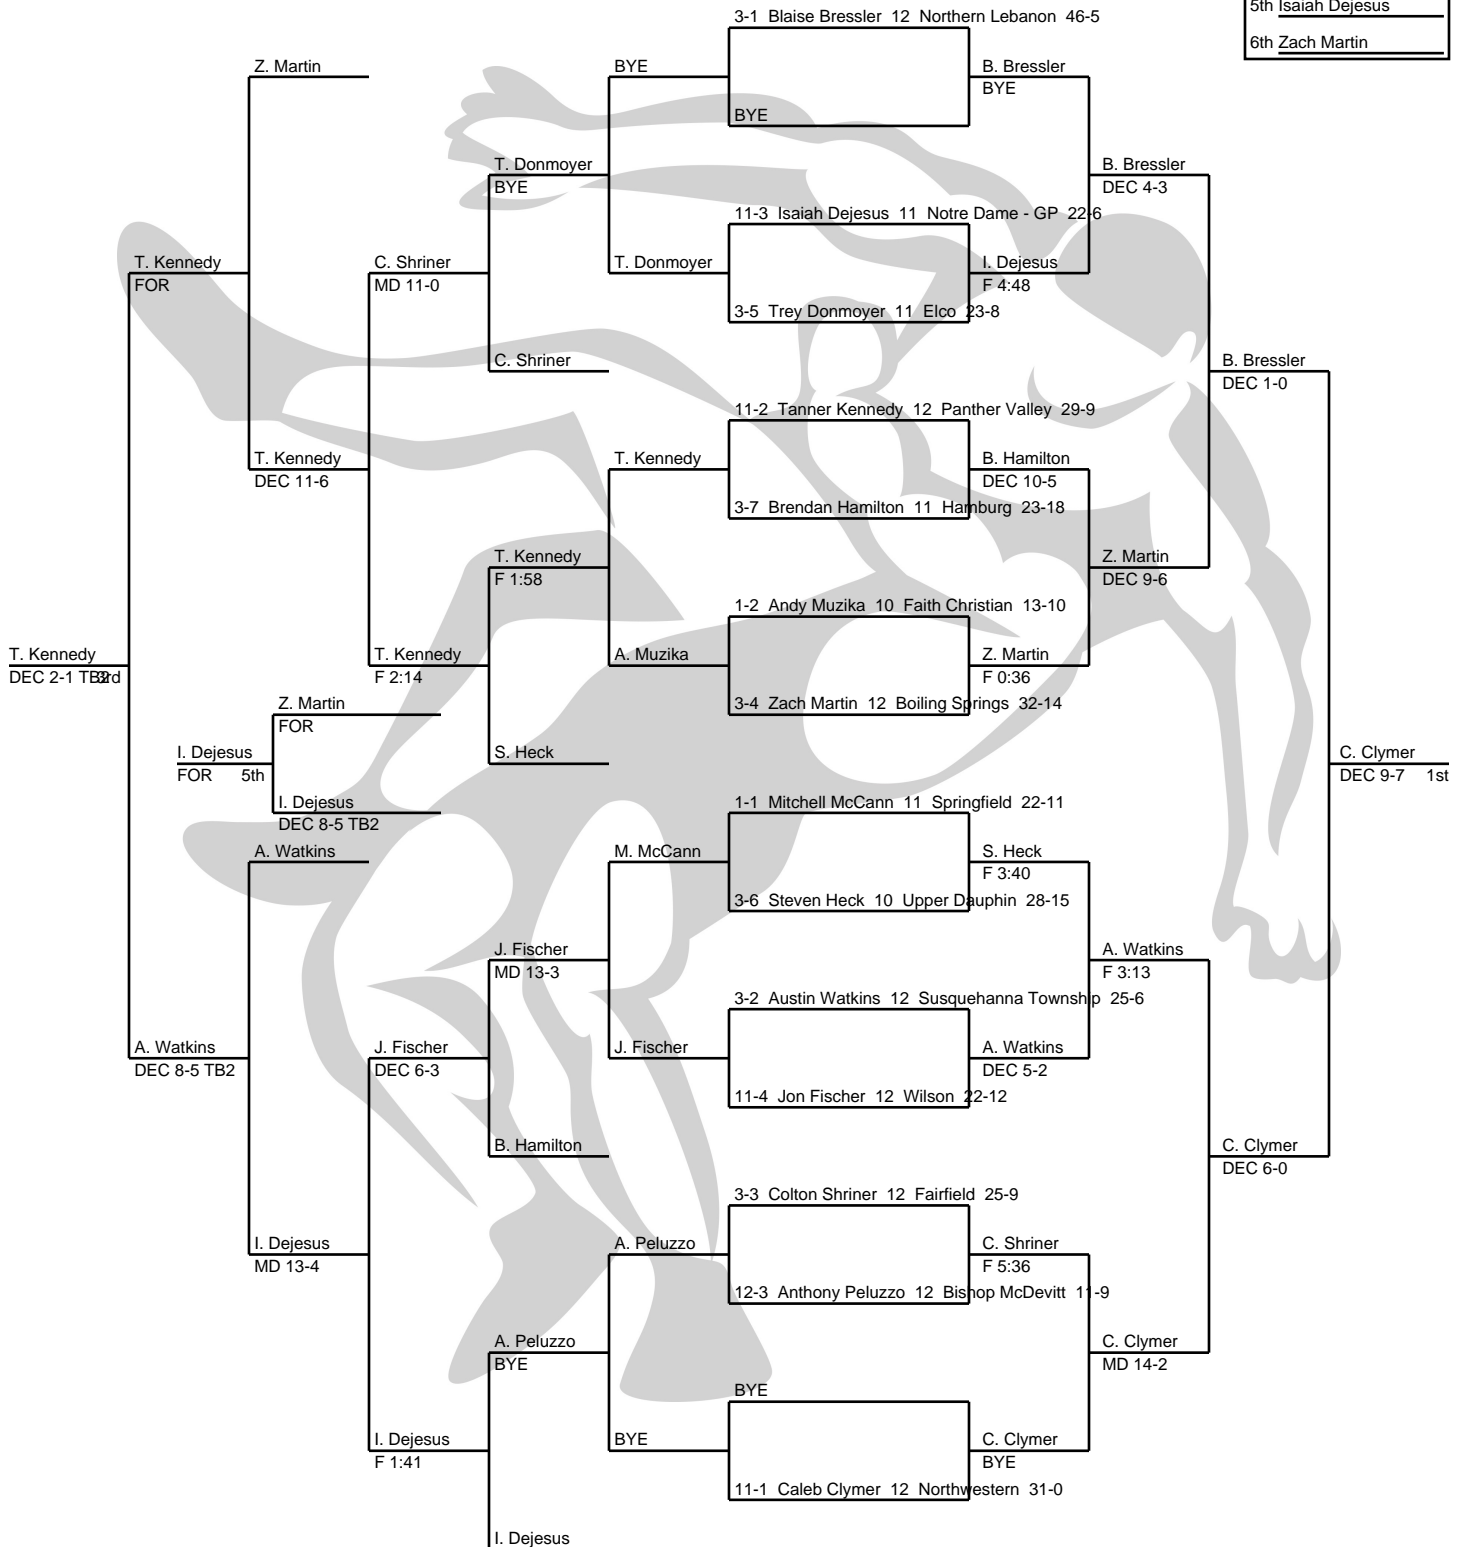 5th Isaiah Dejesus
6th Zach Martin
3-1 Blaise Bressler 12 Northern Lebanon 46-5
Z. Martin
BYE
B. Bressler
BYE
BYE
T. Donmoyer
BYE
B. Bressler
DEC 4-3
11-3 Isaiah Dejesus 11 Notre Dame - GP 22-6
T. Kennedy
FOR
C. Shriner
MD 11-0
T. Donmoyer
I. Dejesus
F 4:48
3-5 Trey Donmoyer 11 Elco 23-8
C. Shriner
B. Bressler
DEC 1-0
11-2 Tanner Kennedy 12 Panther Valley 29-9
T. Kennedy
DEC 11-6
T. Kennedy
B. Hamilton
DEC 10-5
3-7 Brendan Hamilton 11 Hamburg 23-18
T. Kennedy
F 1:58
Z. Martin
DEC 9-6
1-2 Andy Muzika 10 Faith Christian 13-10
T. Kennedy
DEC 2-1 TB2 3rd
T. Kennedy
F 2:14
A. Muzika
Z. Martin
F 0:36
3-4 Zach Martin 12 Boiling Springs 32-14
Z. Martin
FOR
I. Dejesus
FOR 5th
S. Heck
C. Clymer
DEC 9-7 1st
I. Dejesus
DEC 8-5 TB2
1-1 Mitchell McCann 11 Springfield 22-11
A. Watkins
M. McCann
S. Heck
F 3:40
3-6 Steven Heck 10 Upper Dauphin 28-15
J. Fischer
MD 13-3
A. Watkins
F 3:13
3-2 Austin Watkins 12 Susquehanna Township 25-6
A. Watkins
DEC 8-5 TB2
J. Fischer
DEC 6-3
J. Fischer
A. Watkins
DEC 5-2
11-4 Jon Fischer 12 Wilson 22-12
B. Hamilton
C. Clymer
DEC 6-0
3-3 Colton Shriner 12 Fairfield 25-9
I. Dejesus
MD 13-4
A. Peluzzo
C. Shriner
F 5:36
12-3 Anthony Peluzzo 12 Bishop McDevitt 11-9
A. Peluzzo
BYE
C. Clymer
MD 14-2
BYE
I. Dejesus
F 1:41
BYE
C. Clymer
BYE
11-1 Caleb Clymer 12 Northwestern 31-0
I. Dejesus